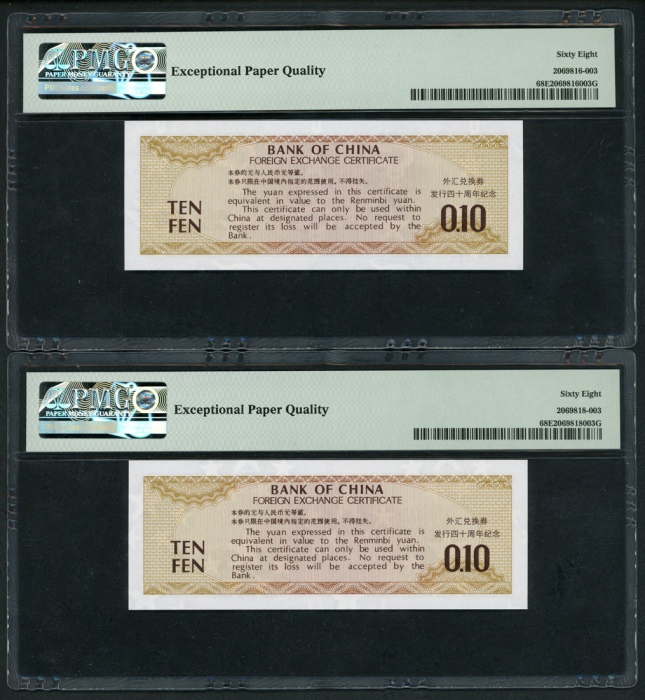 PMG
PAPER MONEY GUARANTY
Exceptional Paper Quality
Sixty Eight
2069816-003
68E2069816003G
BANK OF CHINA
FOREIGN EXCHANGE CERTIFICATE
本券的元与人民币元等值。
本券只限在中国境内指定的范围使用。不得挂失。
The yuan expressed in this certificate is
equivalent in value to the Renminbi yuan.
This certificate can only be used within
China at designated places. No request to
register its loss will be accepted by the
Bank.
TEN
FEN
外汇兑换券
发行四十周年纪念
0.10
PMG
PAPER MONEY GUARANTY
Exceptional Paper Quality
Sixty Eight
2069818-003
68E2069818003G
BANK OF CHINA
FOREIGN EXCHANGE CERTIFICATE
本券的元与人民币元等值。
本券只限在中国境内指定的范围使用。不得挂失。
The yuan expressed in this certificate is
equivalent in value to the Renminbi yuan.
This certificate can only be used within
China at designated places. No request to
register its loss will be accepted by the
Bank.
TEN
FEN
外汇兑换券
发行四十周年纪念
0.10